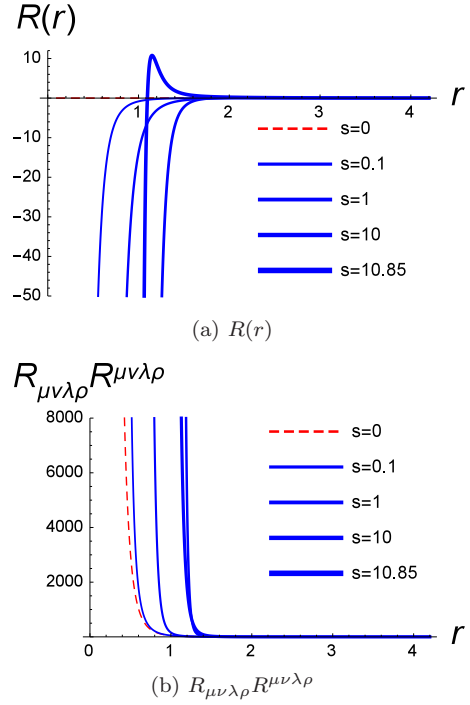 R(r)
10
1 2 3 4 r
-10
-20
-30
-40
-50
s=0
s=0.1
s=1
s=10
s=10.85
(a) R(r)
R_{μνλρ}R^{μνλρ}
8000
6000
4000
2000
0 1 2 3 4 r
s=0
s=0.1
s=1
s=10
s=10.85
(b) R_{μνλρ}R^{μνλρ}